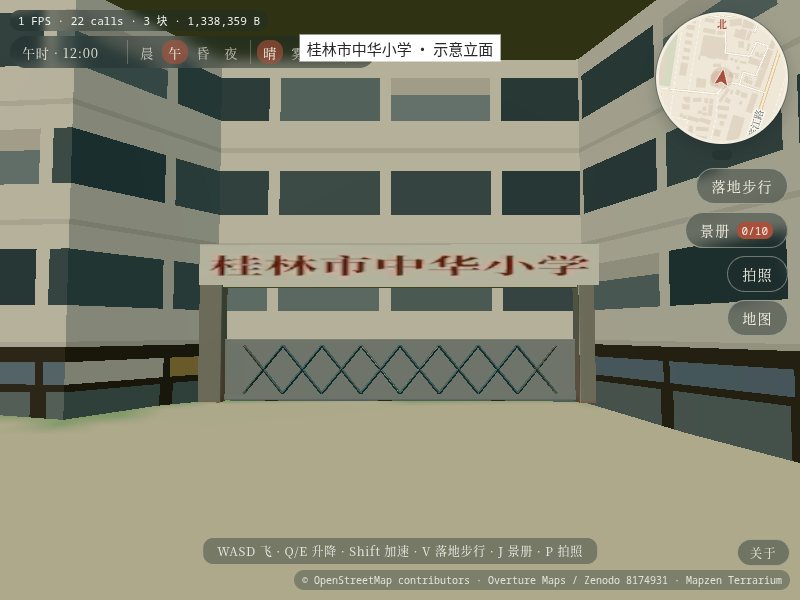 1 FPS · 22 calls · 3 块 · 1,338,359 B
午时 · 12:00 晨 午 昏 夜 晴
桂林市中华小学 · 示意立面
北
落地步行
景册 0/10
拍照
地图
桂林市中华小学
WASD 飞 · Q/E 升降 · Shift 加速 · V 落地步行 · J 景册 · P 拍照
关于
© OpenStreetMap contributors · Overture Maps / Zenodo 8174931 · Mapzen Terrarium